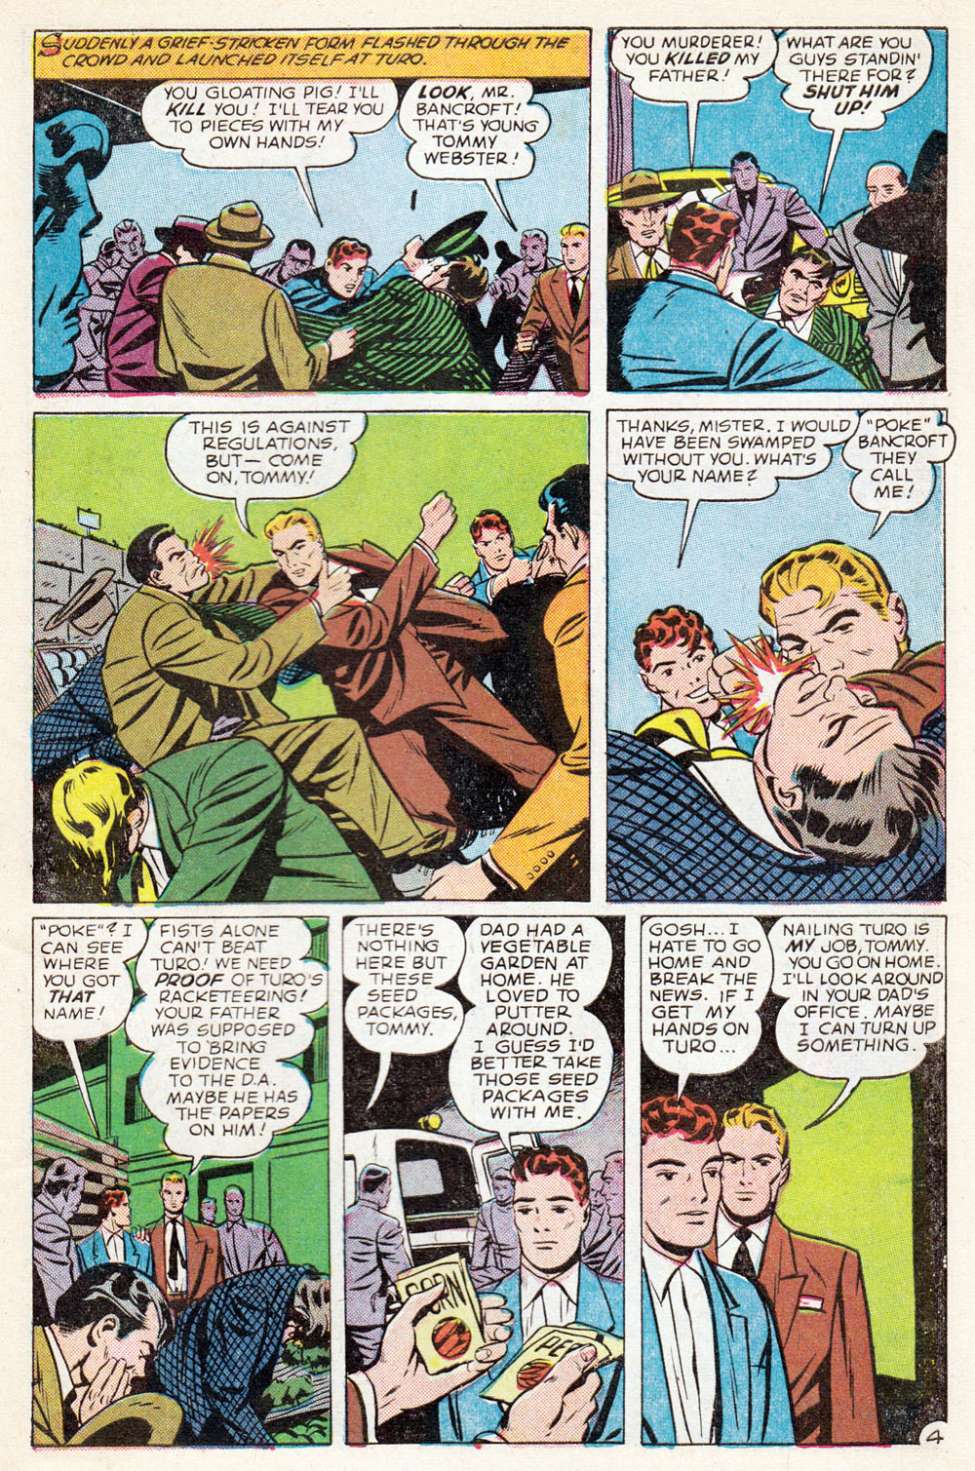 SUDDENLY A GRIEF-STRICKEN FORM FLASHED THROUGH THE
CROWD AND LAUNCHED ITSELF AT TURO.
YOU GLOATING PIG! I'LL
KILL YOU! I'LL TEAR YOU
TO PIECES WITH MY
OWN HANDS!
LOOK, MR.
BANCROFT!
THAT'S YOUNG
TOMMY
WEBSTER!
YOU MURDERER!
YOU KILLED MY
FATHER!
WHAT ARE YOU
GUYS STANDIN'
THERE FOR?
SHUT HIM
UP!
THIS IS AGAINST
REGULATIONS,
BUT— COME
ON, TOMMY!
THANKS, MISTER. I WOULD
HAVE BEEN SWAMPED
WITHOUT YOU. WHAT'S
YOUR NAME?
"POKE"
BANCROFT
THEY
CALL
ME!
"POKE"? I
CAN SEE
WHERE
YOU GOT
THAT
NAME!
FISTS ALONE
CAN'T BEAT
TURO! WE NEED
PROOF OF TURO'S
RACKETEERING!
YOUR FATHER
WAS SUPPOSED
TO BRING
EVIDENCE
TO THE D.A.
MAYBE HE HAS
THE PAPERS
ON HIM!
THERE'S
NOTHING
HERE BUT
THESE
SEED
PACKAGES,
TOMMY.
DAD HAD A
VEGETABLE
GARDEN AT
HOME. HE
LOVED TO
PUTTER
AROUND.
I GUESS I'D
BETTER TAKE
THOSE SEED
PACKAGES
WITH ME.
CORN
PE
GOSH... I
HATE TO GO
HOME AND
BREAK THE
NEWS. IF I
GET MY
HANDS ON
TURO...
NAILING TURO IS
MY JOB, TOMMY.
YOU GO ON HOME.
I'LL LOOK AROUND
IN YOUR DAD'S
OFFICE. MAYBE
I CAN TURN UP
SOMETHING.
4